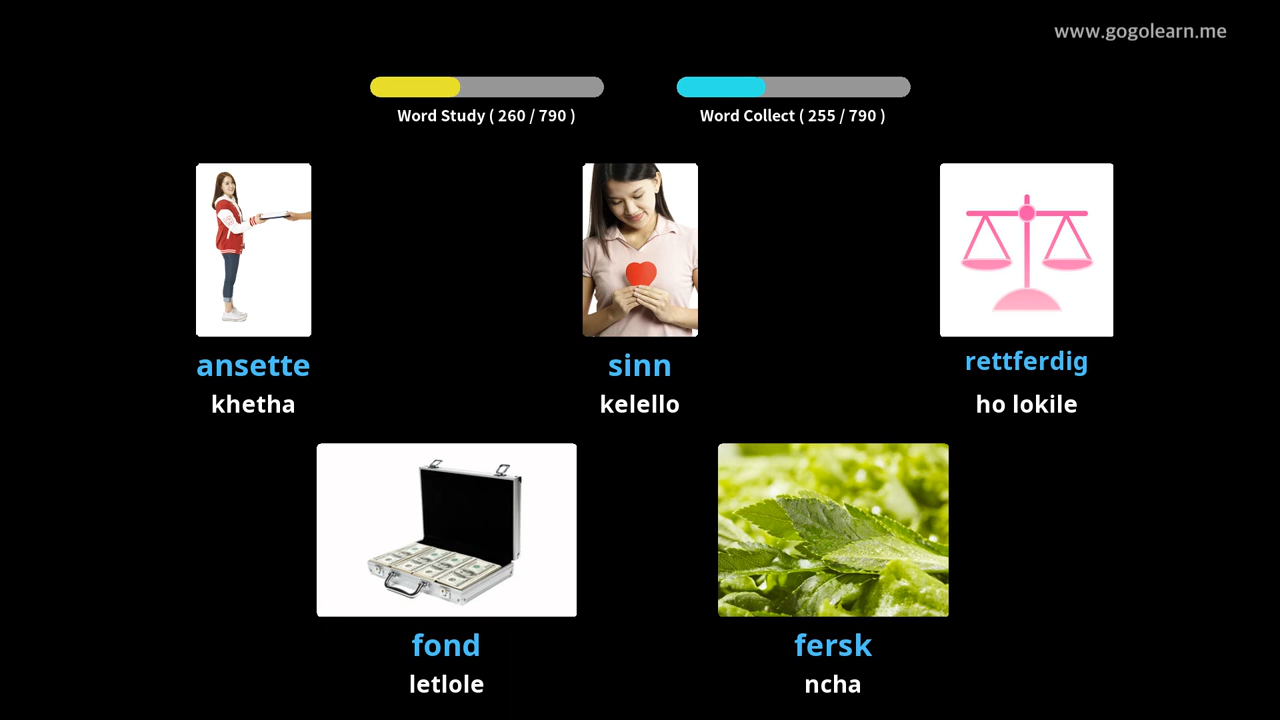 www.gogolearn.me
Word Study ( 260 / 790 )
Word Collect ( 255 / 790 )
ansette
khetha
sinn
kelello
rettferdig
ho lokile
fond
letlole
fersk
ncha